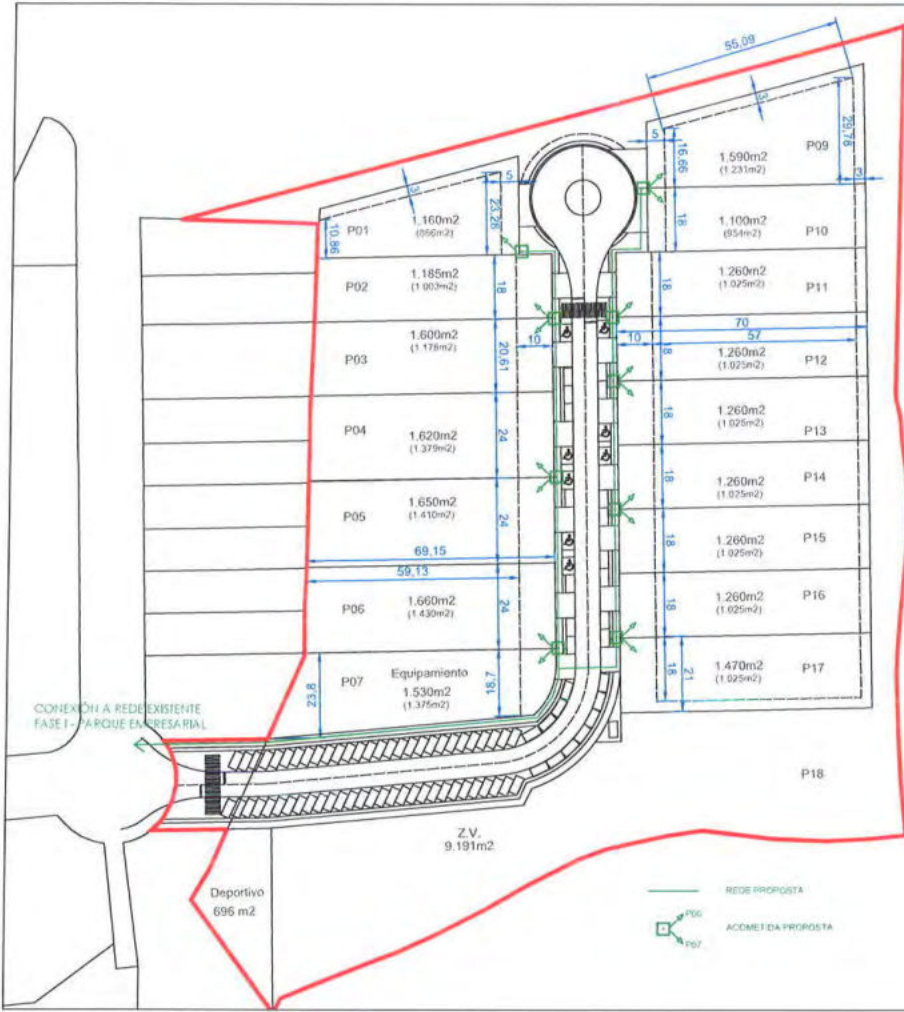 55,09
3
5
16.66
29.78
1.590m2
(1.231m2)
P09
3
5
23.28
3
10.86
P01
1.160m2
(856m2)
18
1.100m2
(954m2)
P10
P02
1.185m2
(1.003m2)
18
1.260m2
(1.025m2)
P11
70
57
10
10
P03
1.600m2
(1.178m2)
20.61
8
1.260m2
(1.025m2)
P12
P04
1.620m2
(1.379m2)
24
18
1.260m2
(1.025m2)
P13
18
1.260m2
(1.025m2)
P14
P05
1.650m2
(1.410m2)
24
18
1.260m2
(1.025m2)
P15
69,15
59,13
P06
1.660m2
(1.430m2)
24
18
1.260m2
(1.025m2)
P16
23.8
P07
Equipamiento
1.530m2
(1.375m2)
18.67
18
21
1.470m2
(1.025m2)
P17
CONEXIÓN A REDE EXISTENTE
FASE I - PARQUE EMPRESARIAL
P18
Z.V.
9.191m2
Deportivo
696 m2
REDE PROPOSTA
P06
ACOMETIDA PROPOSTA
P07